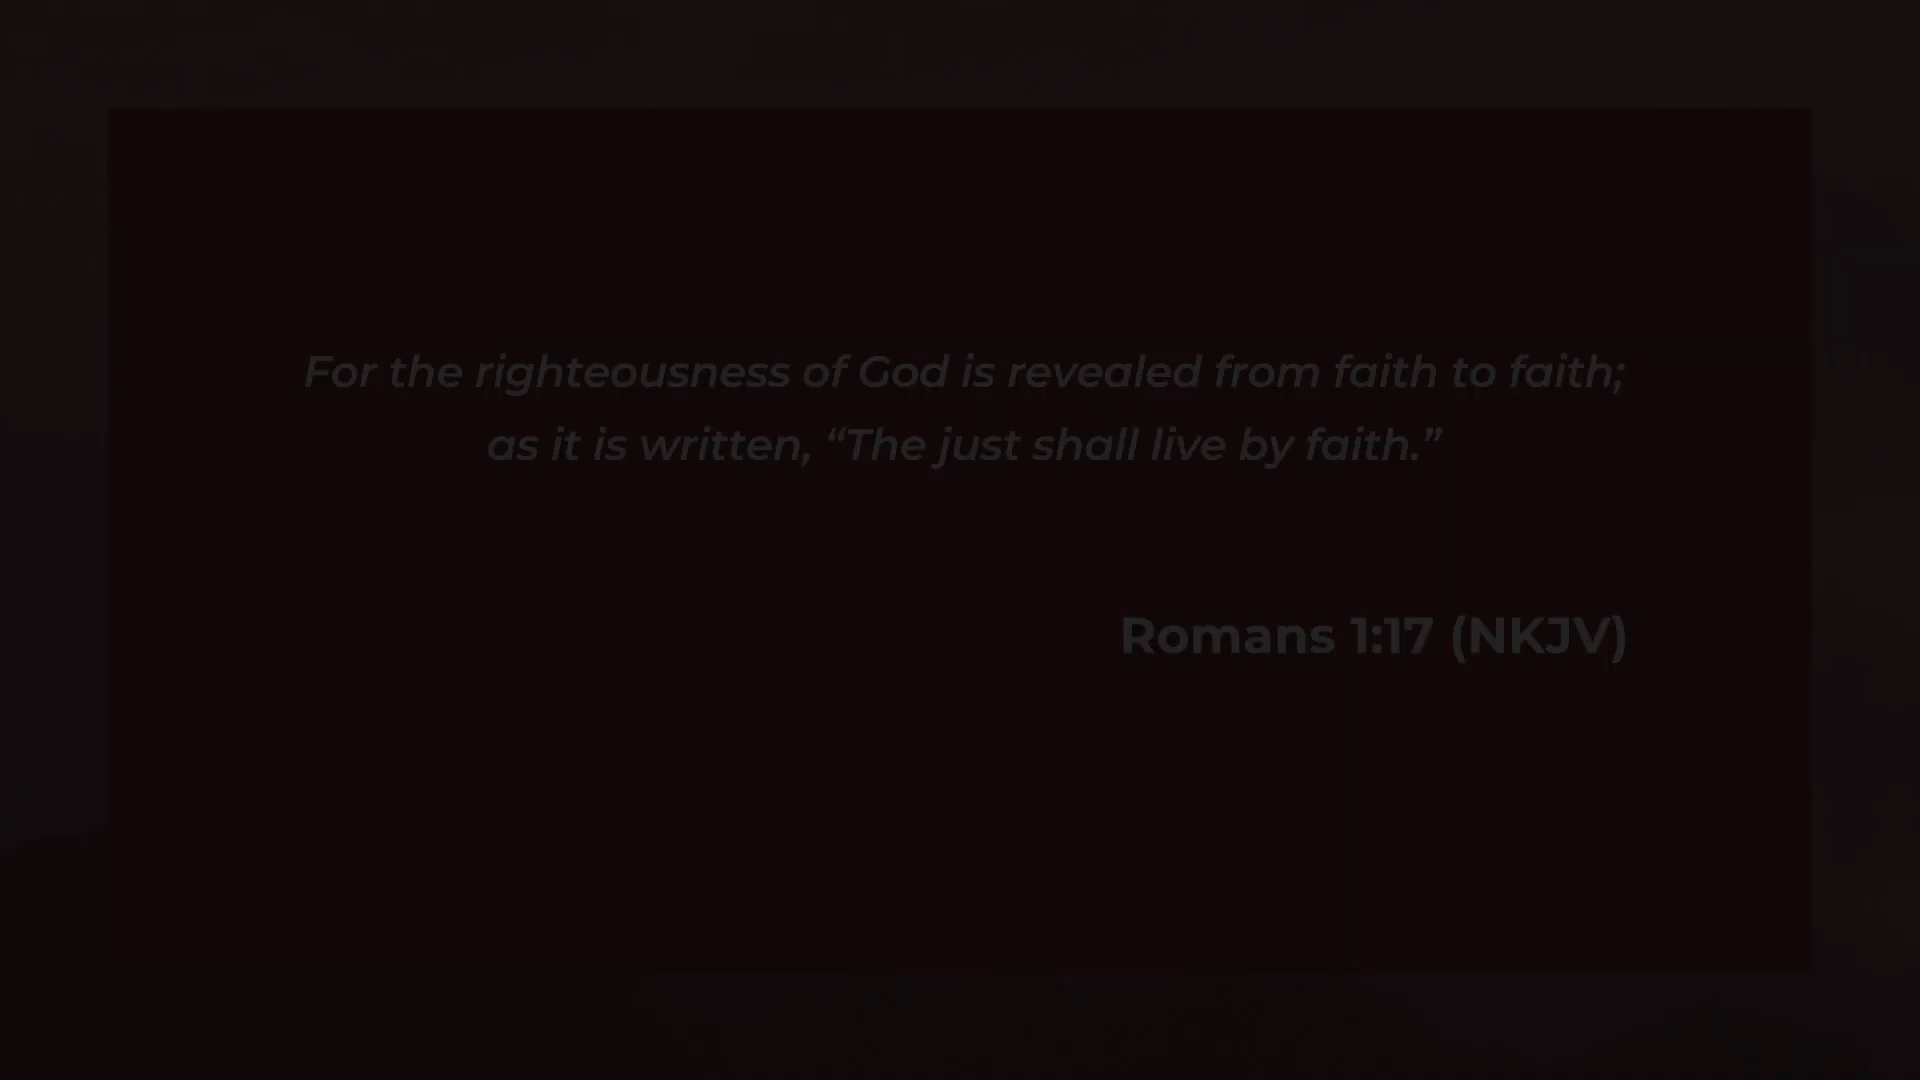 For the righteousness of God is revealed from faith to faith;
as it is written, “The just shall live by faith.”
Romans 1:17 (NKJV)